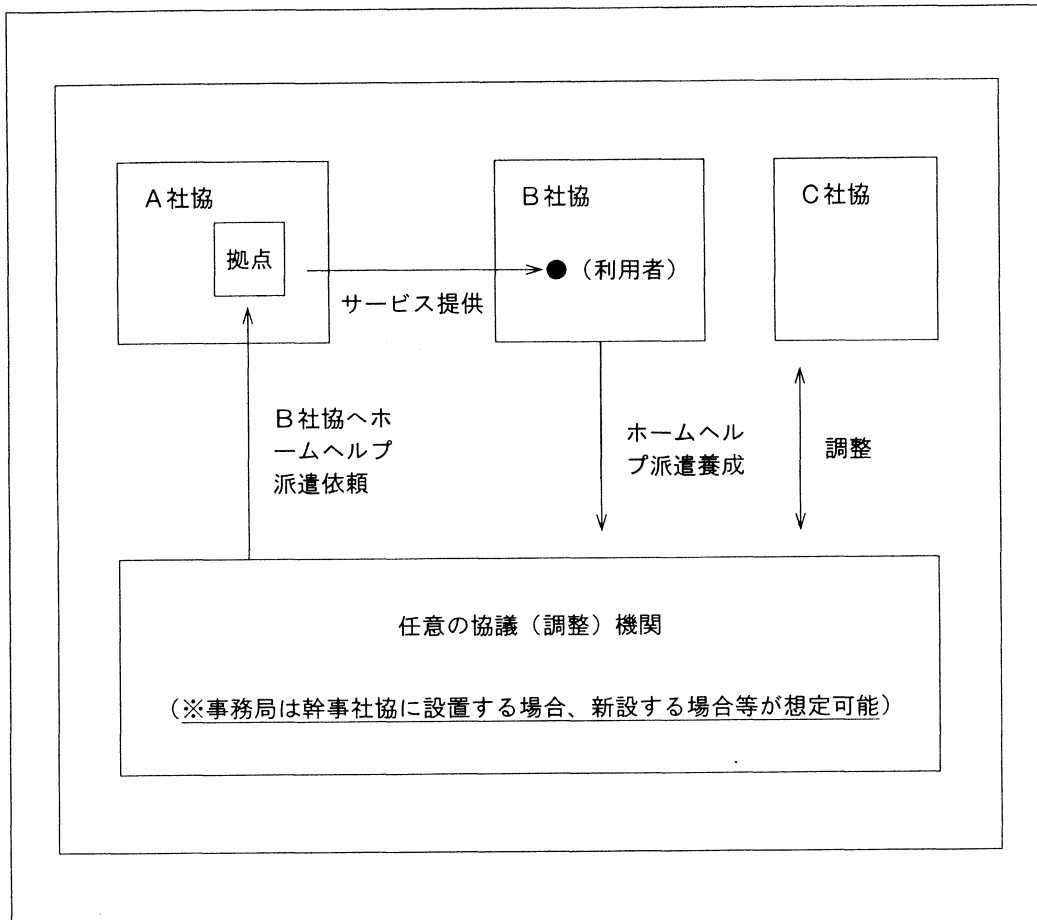 A社協
拠点
サービス提供
B社協
●(利用者)
C社協
B社協へホ
ームヘルプ
派遣依頼
ホームヘル
プ派遣養成
調整
任意の協議(調整)機関
(※事務局は幹事社協に設置する場合、新設する場合等が想定可能)